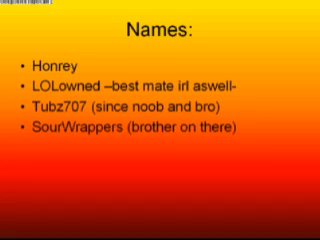 Names:
• Honrey
• LOLowned –best mate irl aswell-
• Tubz707 (since noob and bro)
• SourWrappers (brother on there)